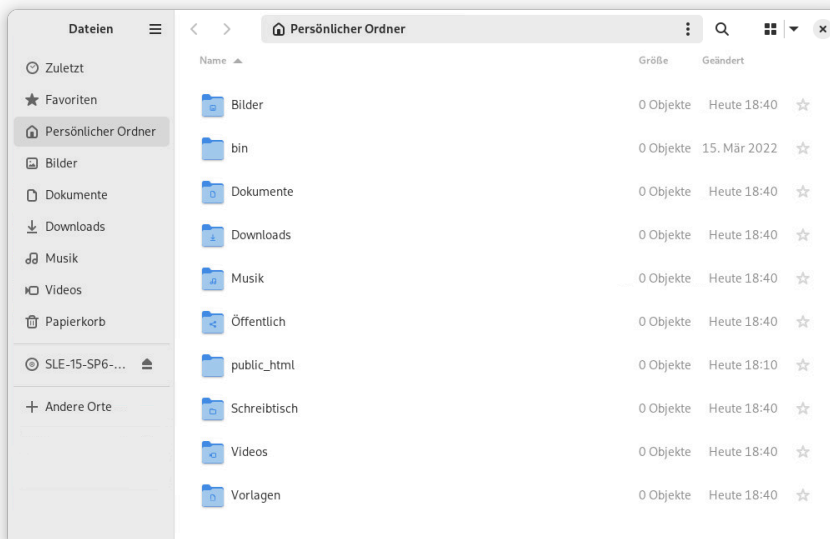 Dateien
Persönlicher Ordner
Zuletzt
Favoriten
Persönlicher Ordner
Bilder
Dokumente
Downloads
Musik
Videos
Papierkorb
SLE-15-SP6-...
Andere Orte
Name Größe Geändert
Bilder 0 Objekte Heute 18:40
bin 0 Objekte 15. Mär 2022
Dokumente 0 Objekte Heute 18:40
Downloads 0 Objekte Heute 18:40
Musik 0 Objekte Heute 18:40
Öffentlich 0 Objekte Heute 18:40
public_html 0 Objekte Heute 18:10
Schreibtisch 0 Objekte Heute 18:40
Videos 0 Objekte Heute 18:40
Vorlagen 0 Objekte Heute 18:40